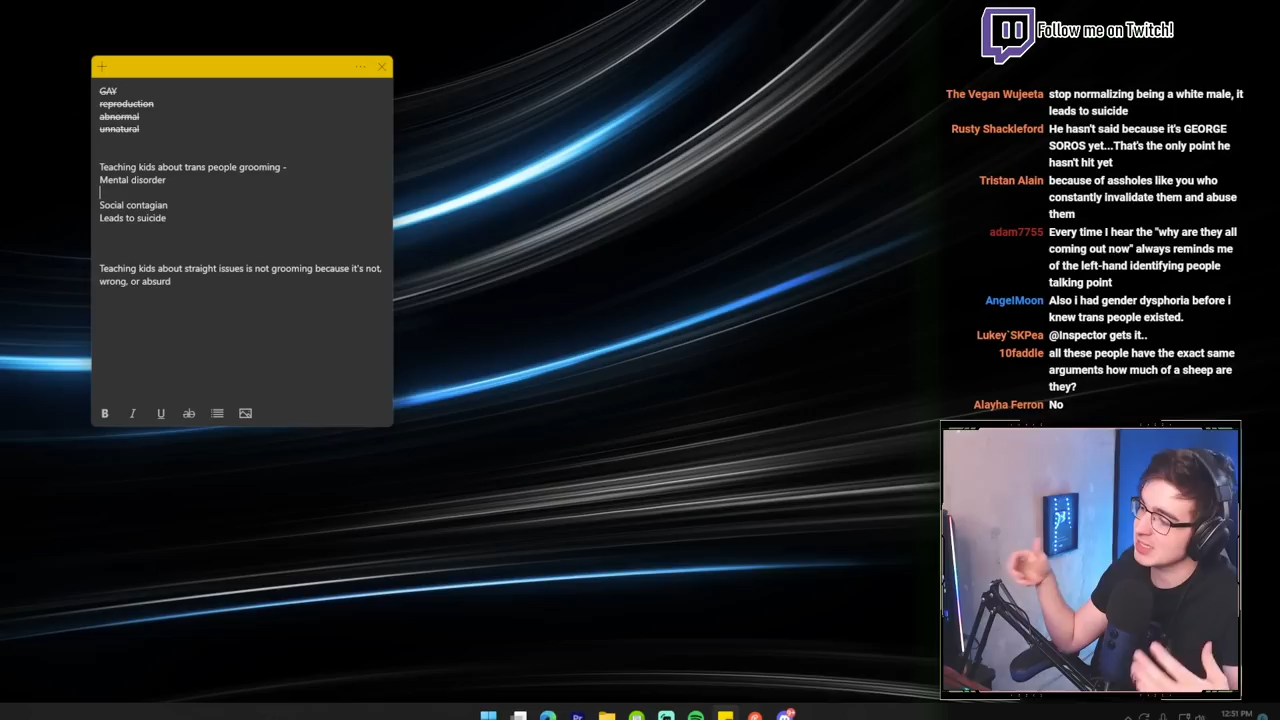 GAY
reproduction
abnormal
unnatural
Teaching kids about trans people grooming -
Mental disorder
Social contagian
Leads to suicide
Teaching kids about straight issues is not grooming because it's not,
wrong, or absurd
B I U ab
Follow me on Twitch!
The Vegan Wujeeta stop normalizing being a white male, it
leads to suicide
Rusty Shackleford He hasn't said because it's GEORGE
SOROS yet...That's the only point he
hasn't hit yet
Tristan Alain because of assholes like you who
constantly invalidate them and abuse
them
adam7755 Every time I hear the "why are they all
coming out now" always reminds me
of the left-hand identifying people
talking point
AngelMoon Also i had gender dysphoria before i
knew trans people existed.
Lukey`SKPea @Inspector gets it..
10faddle all these people have the exact same
arguments how much of a sheep are
they?
Alayha Ferron No
Pr
12:51 PM